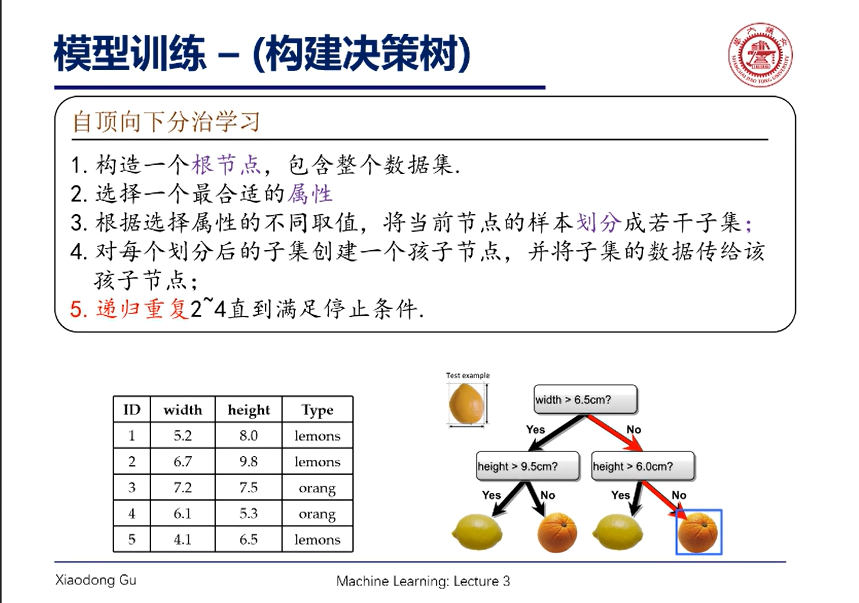 模型训练 – (构建决策树)
自顶向下分治学习
1. 构造一个根节点，包含整个数据集.
2. 选择一个最合适的属性
3. 根据选择属性的不同取值，将当前节点的样本划分成若干子集;
4. 对每个划分后的子集创建一个孩子节点，并将子集的数据传给该
孩子节点;
5. 递归重复2~4直到满足停止条件.
ID width height Type
1 5.2 8.0 lemons
2 6.7 9.8 lemons
3 7.2 7.5 orang
4 6.1 5.3 orang
5 4.1 6.5 lemons
Test example
width > 6.5cm?
Yes No
height > 9.5cm? height > 6.0cm?
Yes No Yes No
Xiaodong Gu
Machine Learning: Lecture 3